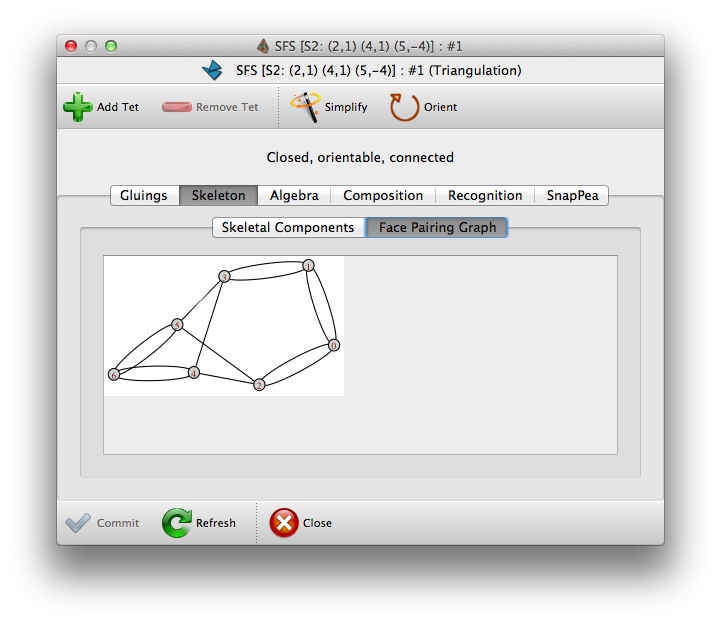 SFS [S2: (2,1) (4,1) (5,-4)] : #1
SFS [S2: (2,1) (4,1) (5,-4)] : #1 (Triangulation)
Add Tet Remove Tet Simplify Orient
Closed, orientable, connected
Gluings Skeleton Algebra Composition Recognition SnapPea
Skeletal Components Face Pairing Graph
1
3
5
0
6 4
2
Commit Refresh Close